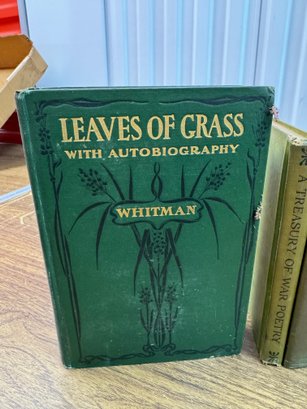 LEAVES OF GRASS
WITH AUTOBIOGRAPHY
WHITMAN
A TREASURY OF WAR POETRY